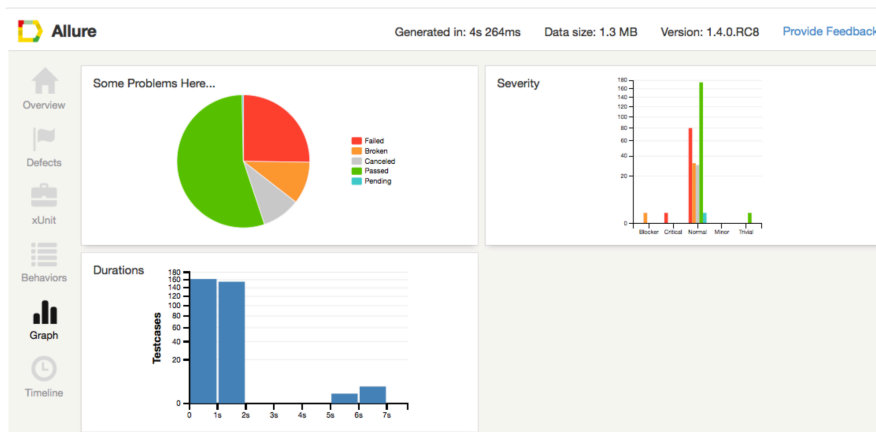 Allure
Generated in: 4s 264ms Data size: 1.3 MB Version: 1.4.0.RC8 Provide Feedback
Overview
Defects
xUnit
Behaviors
Graph
Timeline
Some Problems Here...
Failed
Broken
Canceled
Passed
Pending
Severity
180
160
140
120
100
80
60
40
20
0
Blocker Critical Normal Minor Trivial
Durations
Testcases
180
160
140
120
100
80
60
40
20
0
0 1s 2s 3s 4s 5s 6s 7s